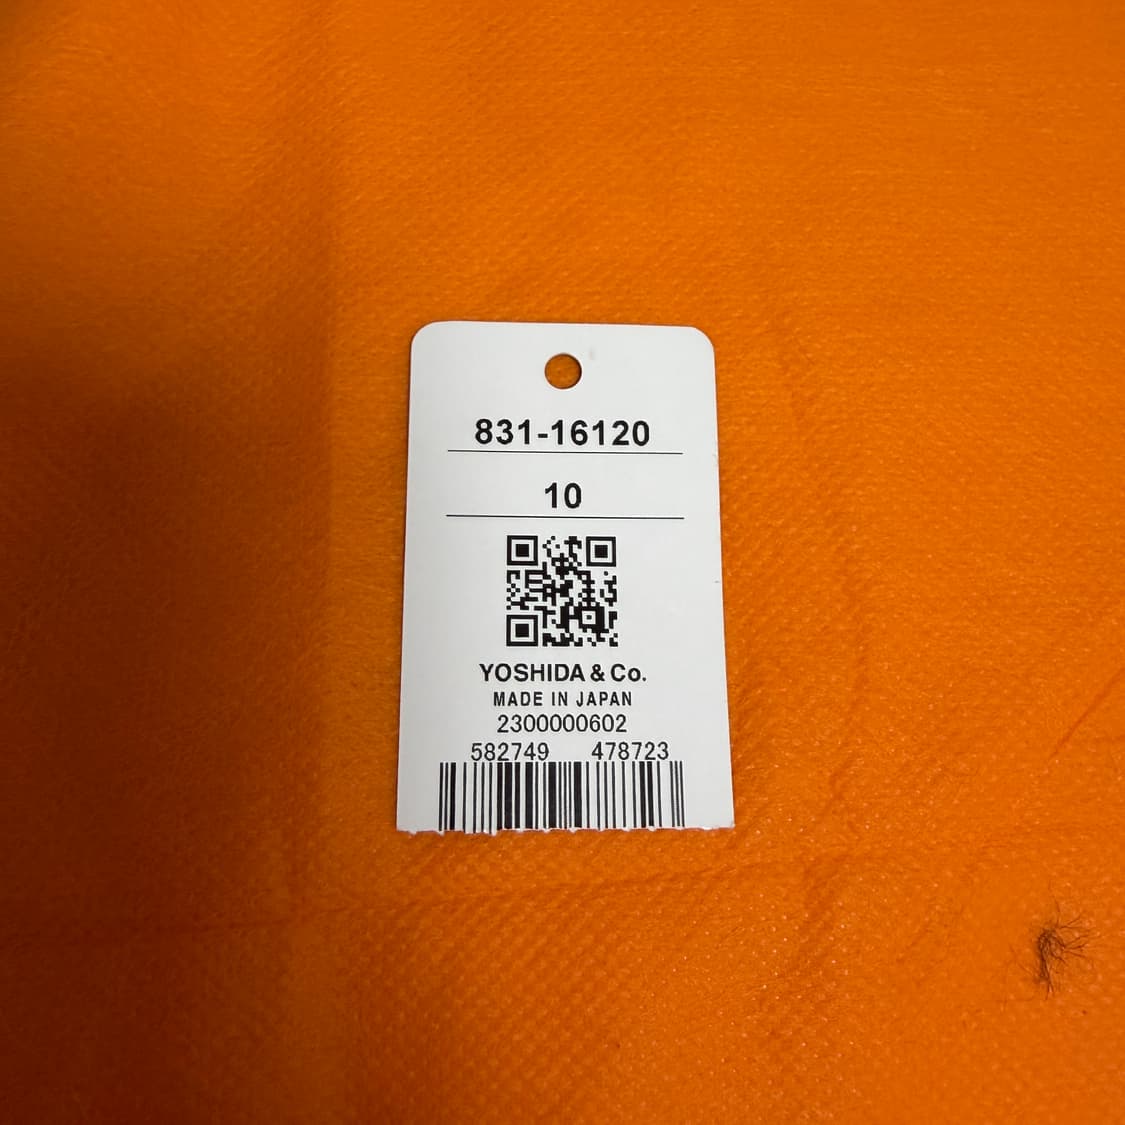 831-16120
10
YOSHIDA & Co.
MADE IN JAPAN
2300000602
582749 478723